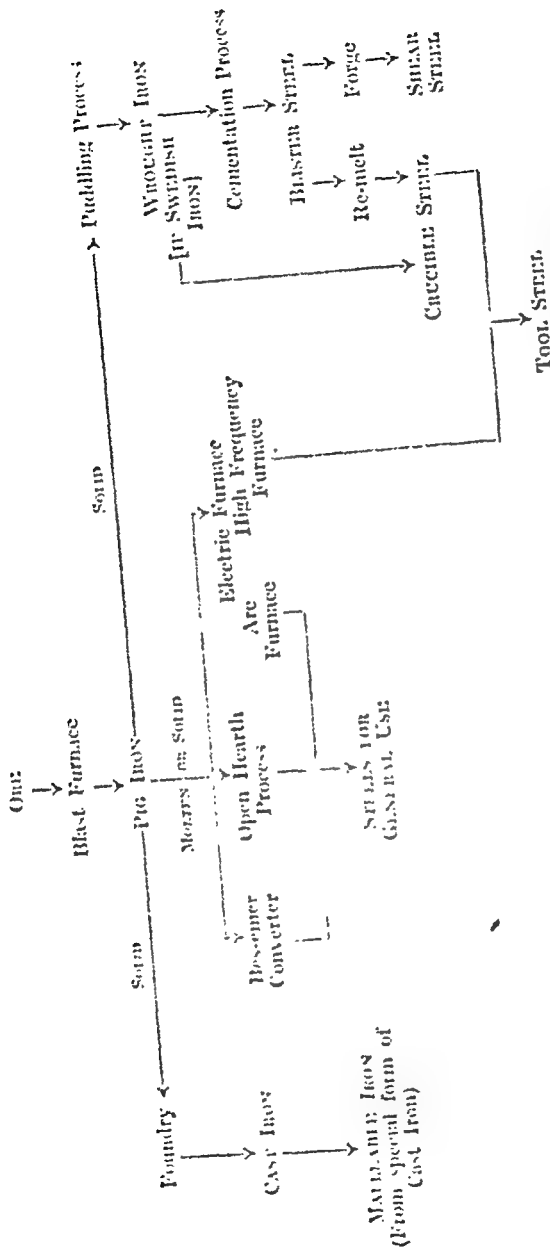 ORE
Blast Furnace
PIG IRON
SOLID
SOLID
MOLTEN OR SOLID
Foundry
CAST IRON
MALLEABLE IRON
(From special form of
Cast Iron)
Bessemer
Converter
Open Hearth
Process
STEELS FOR
GENERAL USE
Arc
Furnace
Electric Furnace
High Frequency
Furnace
Puddling Process
WROUGHT IRON
[IF SWEDISH
IRON]
Cementation Process
BLISTER STEEL
Re-melt
Forge
CRUCIBLE STEEL
SHEAR
STEEL
TOOL STEEL